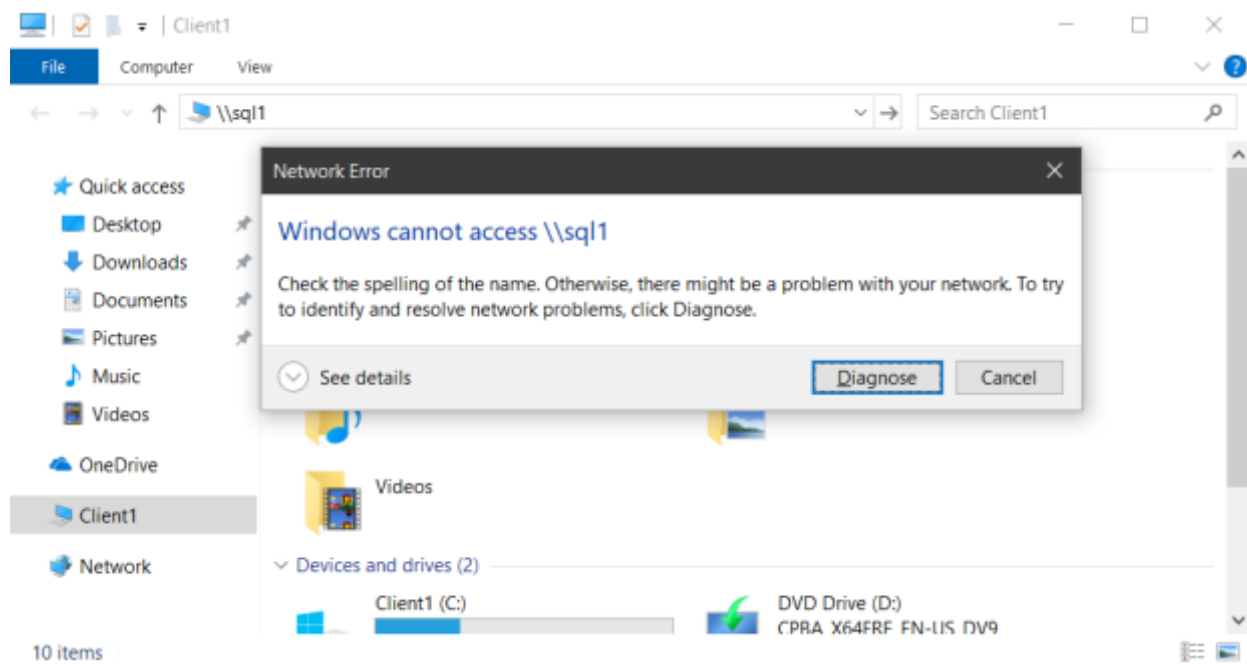 Client1
File Computer View
\\sql1 Search Client1
Network Error
Windows cannot access \\sql1
Check the spelling of the name. Otherwise, there might be a problem with your network. To try
to identify and resolve network problems, click Diagnose.
See details Diagnose Cancel
Quick access
Desktop
Downloads
Documents
Pictures
Music
Videos
OneDrive
Client1
Network
Videos
Devices and drives (2)
Client1 (C:)
DVD Drive (D:)
CPBA_X64FRE_EN-US_DV9
10 items